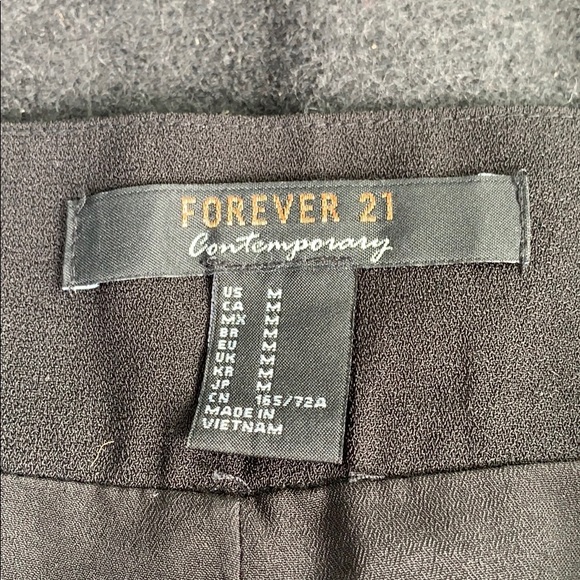 FOREVER 21
Contemporary
US M
CA M
MX M
BR M
EU M
UK M
KR M
JP M
CN 165/72A
MADE IN
VIETNAM